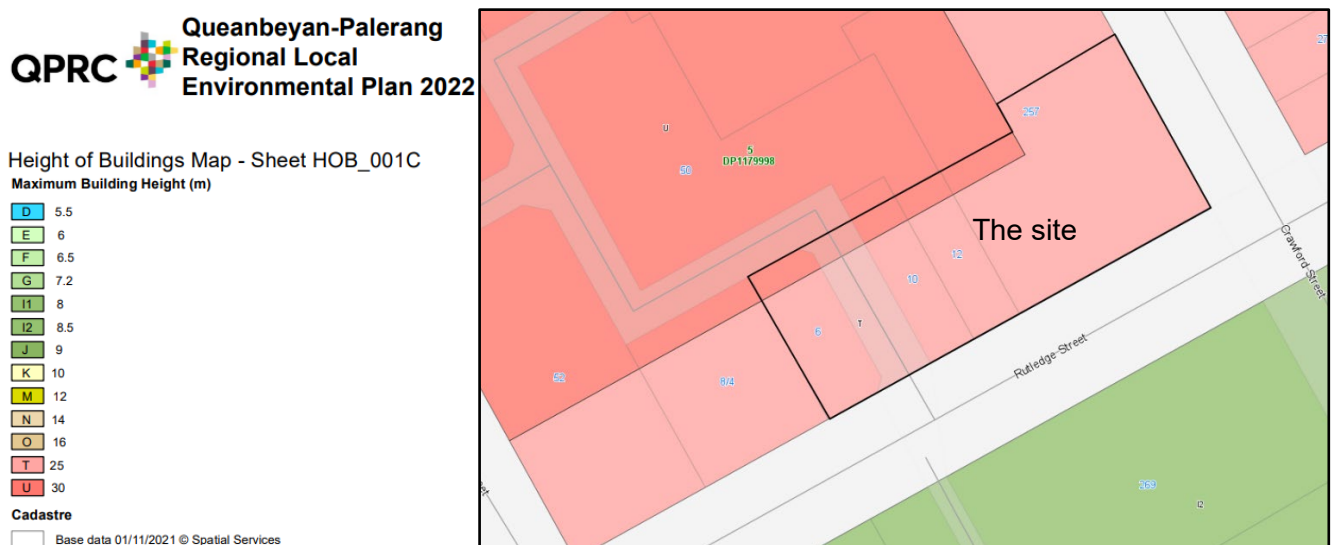 QPRC
Queanbeyan-Palerang
Regional Local
Environmental Plan 2022
Height of Buildings Map - Sheet HOB_001C
Maximum Building Height (m)
D 5.5
E 6
F 6.5
G 7.2
I1 8
I2 8.5
J 9
K 10
M 12
N 14
O 16
T 25
U 30
Cadastre
Base data 01/11/2021 © Spatial Services
27
257
U
5
DP1179998
50
The site
12
Crawford-Street
10
T
6
Rutledge-Street
52
8/4
269
I2